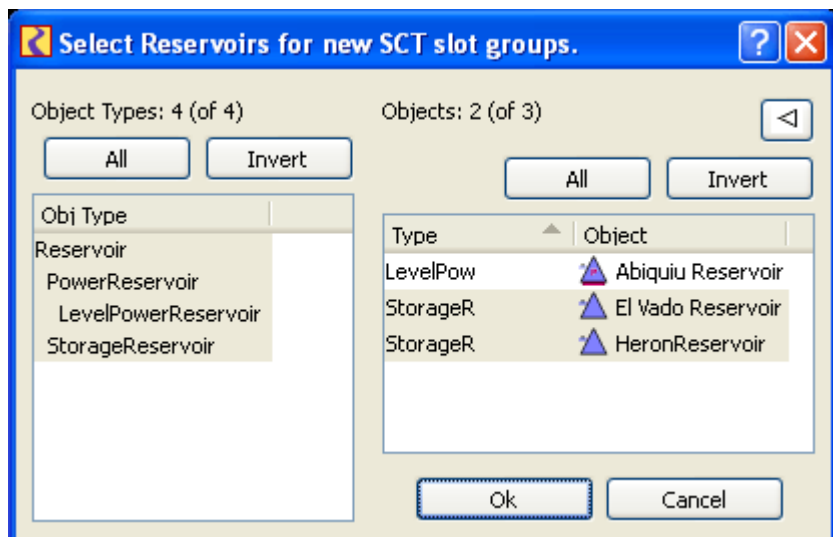 Select Reservoirs for new SCT slot groups.
Object Types: 4 (of 4)
All Invert
Obj Type
Reservoir
PowerReservoir
LevelPowerReservoir
StorageReservoir
Objects: 2 (of 3)
All Invert
Type Object
LevelPow Abiquiu Reservoir
StorageR El Vado Reservoir
StorageR HeronReservoir
Ok Cancel